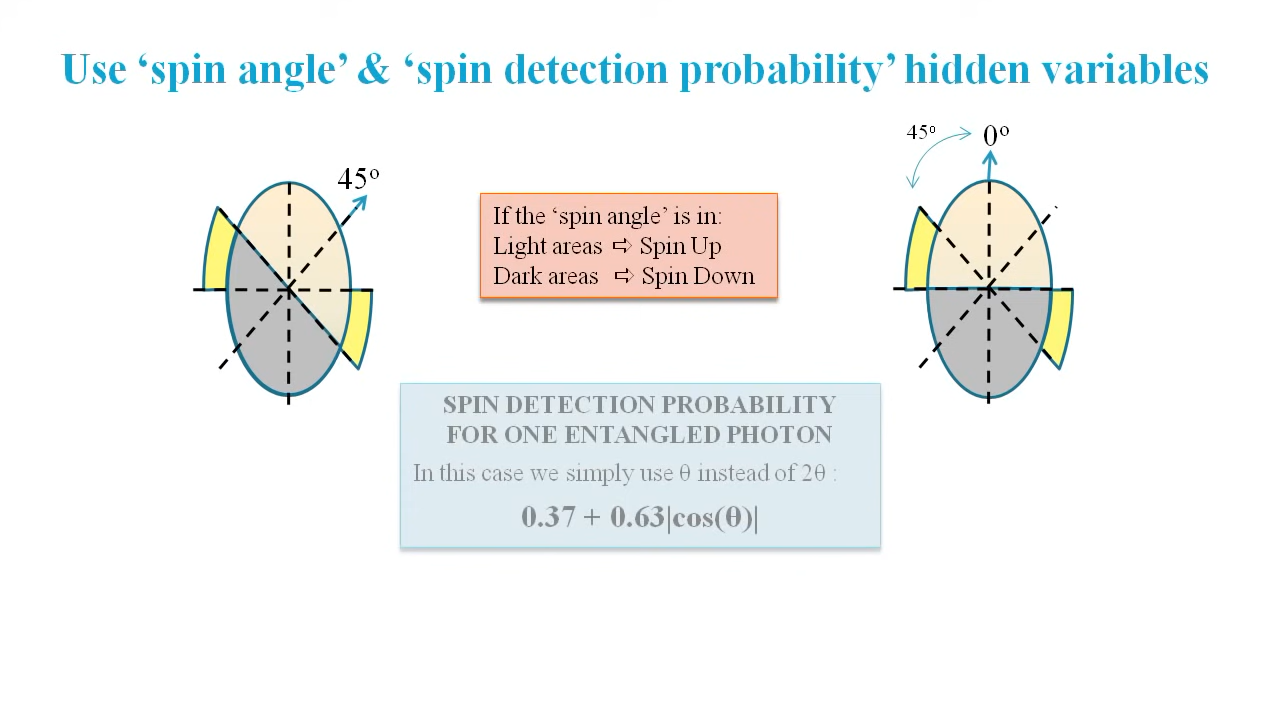 Use ‘spin angle’ & ‘spin detection probability’ hidden variables
45º
45º
0º
If the ‘spin angle’ is in:
Light areas ⇨ Spin Up
Dark areas ⇨ Spin Down
SPIN DETECTION PROBABILITY
FOR ONE ENTANGLED PHOTON
In this case we simply use θ instead of 2θ :
0.37 + 0.63|cos(θ)|